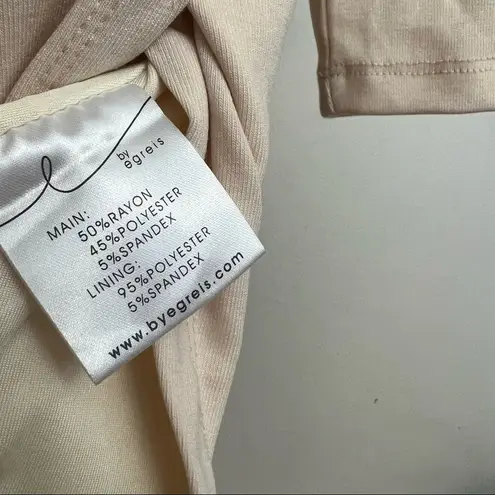 by
egreis
MAIN:
50%RAYON
45%POLYESTER
5%SPANDEX
LINING:
95%POLYESTER
5%SPANDEX
www.byegreis.com